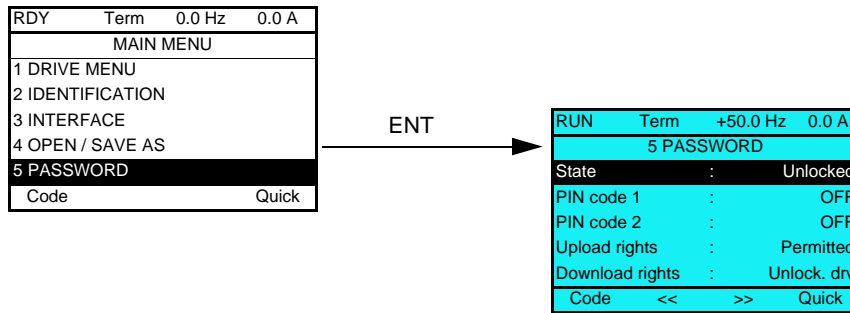 RDY Term 0.0 Hz 0.0 A
MAIN MENU
1 DRIVE MENU
2 IDENTIFICATION
3 INTERFACE
4 OPEN / SAVE AS
5 PASSWORD
Code Quick
ENT
RUN Term +50.0 Hz 0.0 A
5 PASSWORD
State : Unlocked
PIN code 1 : OFF
PIN code 2 : OFF
Upload rights : Permitted
Download rights : Unlock. drv
Code << >> Quick